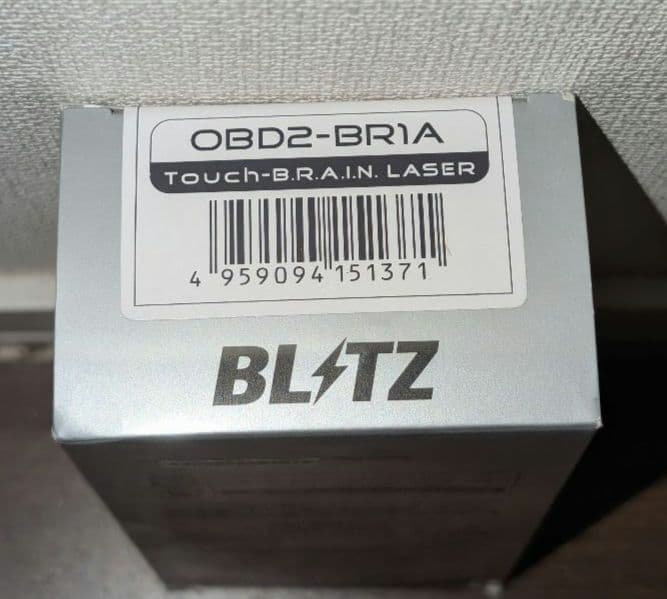 OBD2-BR1A
Touch-B.R.A.I.N. LASER
4 959094 151371
BLITZ